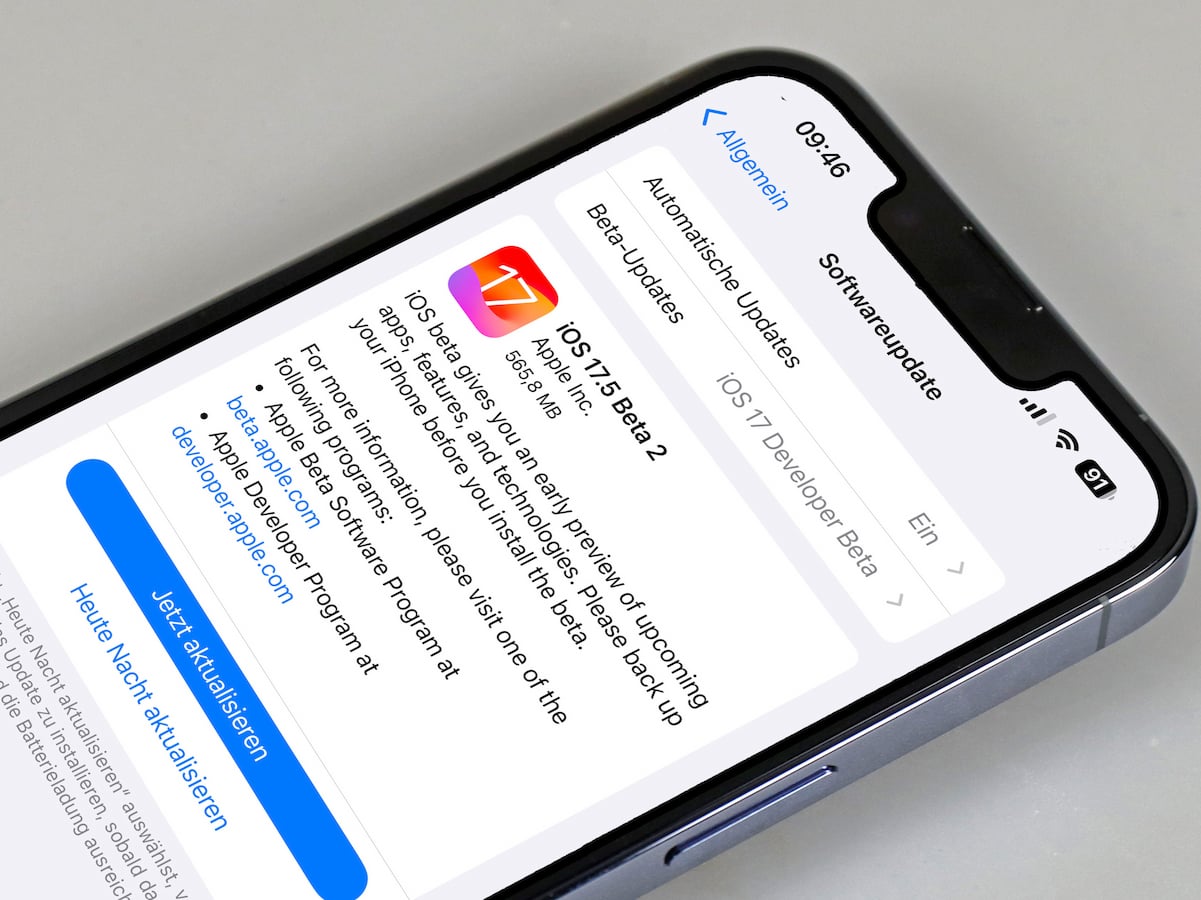 09:46
91
Allgemein
Softwareupdate
Automatische Updates
Ein
Beta-Updates
iOS 17 Developer Beta
17
iOS 17.5 Beta 2
Apple Inc.
565,8 MB
iOS beta gives you an early preview of upcoming
apps, features, and technologies. Please back up
your iPhone before you install the beta.
For more information, please visit one of the
following programs:
• Apple Beta Software Program at
beta.apple.com
• Apple Developer Program at
developer.apple.com
Jetzt aktualisieren
Heute Nacht aktualisieren
„Heute Nacht aktualisieren“ auswählst, v
das Update zu installieren, sobald da
die Batterieladung ausreich